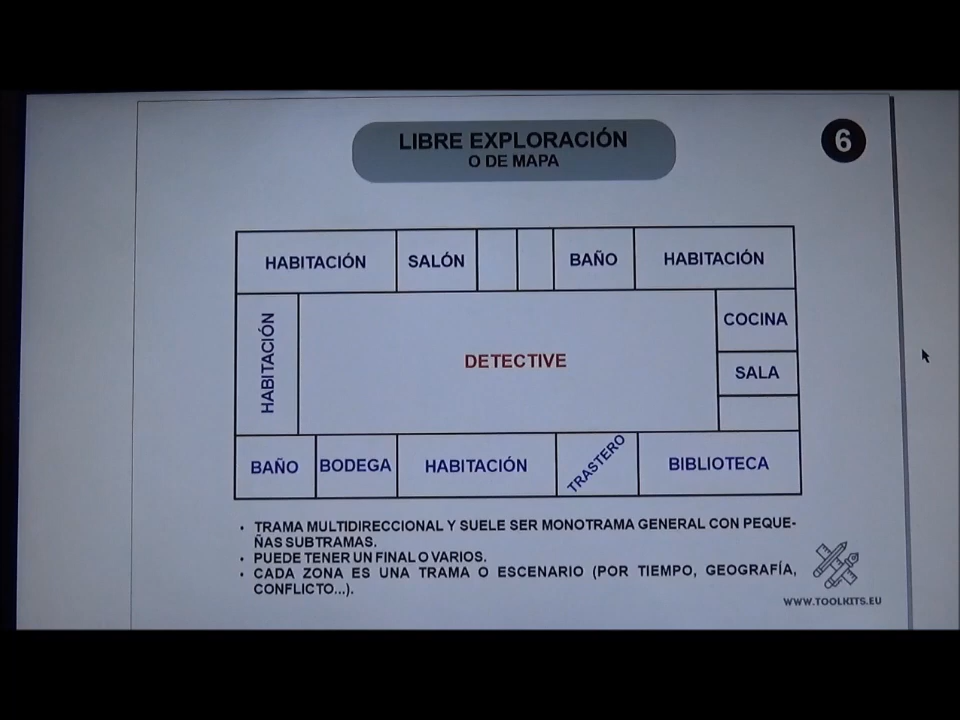 LIBRE EXPLORACIÓN
O DE MAPA
6
HABITACIÓN
SALÓN
BAÑO
HABITACIÓN
HABITACIÓN
DETECTIVE
COCINA
SALA
BAÑO
BODEGA
HABITACIÓN
TRASTERO
BIBLIOTECA
• TRAMA MULTIDIRECCIONAL Y SUELE SER MONOTRAMA GENERAL CON PEQUE-
ÑAS SUBTRAMAS.
• PUEDE TENER UN FINAL O VARIOS.
• CADA ZONA ES UNA TRAMA O ESCENARIO (POR TIEMPO, GEOGRAFÍA,
CONFLICTO...).
WWW.TOOLKITS.EU